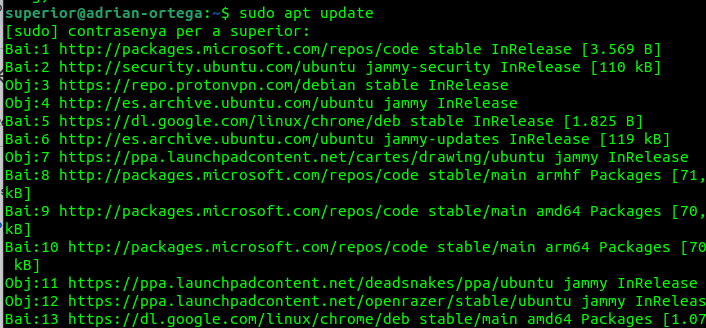 superior@adrian-ortega:~$ sudo apt update
[sudo] contrasenya per a superior:
Bai:1 http://packages.microsoft.com/repos/code stable InRelease [3.569 B]
Bai:2 http://security.ubuntu.com/ubuntu jammy-security InRelease [110 kB]
Obj:3 https://repo.protonvpn.com/debian stable InRelease
Obj:4 http://es.archive.ubuntu.com/ubuntu jammy InRelease
Bai:5 https://dl.google.com/linux/chrome/deb stable InRelease [1.825 B]
Bai:6 http://es.archive.ubuntu.com/ubuntu jammy-updates InRelease [119 kB]
Obj:7 https://ppa.launchpadcontent.net/cartes/drawing/ubuntu jammy InRelease
Bai:8 http://packages.microsoft.com/repos/code stable/main armhf Packages [71,
kB]
Bai:9 http://packages.microsoft.com/repos/code stable/main amd64 Packages [70,
kB]
Bai:10 http://packages.microsoft.com/repos/code stable/main arm64 Packages [70
kB]
Obj:11 https://ppa.launchpadcontent.net/deadsnakes/ppa/ubuntu jammy InRelease
Obj:12 https://ppa.launchpadcontent.net/openrazer/stable/ubuntu jammy InReleas
Bai:13 https://dl.google.com/linux/chrome/deb stable/main amd64 Packages [1.07